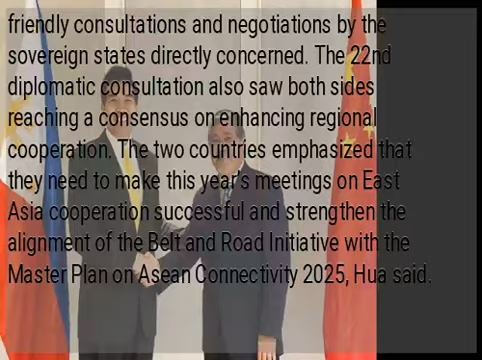 friendly consultations and negotiations by the
sovereign states directly concerned. The 22nd
diplomatic consultation also saw both sides
reaching a consensus on enhancing regional
cooperation. The two countries emphasized that
they need to make this year's meetings on East
Asia cooperation successful and strengthen the
alignment of the Belt and Road Initiative with the
Master Plan on Asean Connectivity 2025, Hua said.